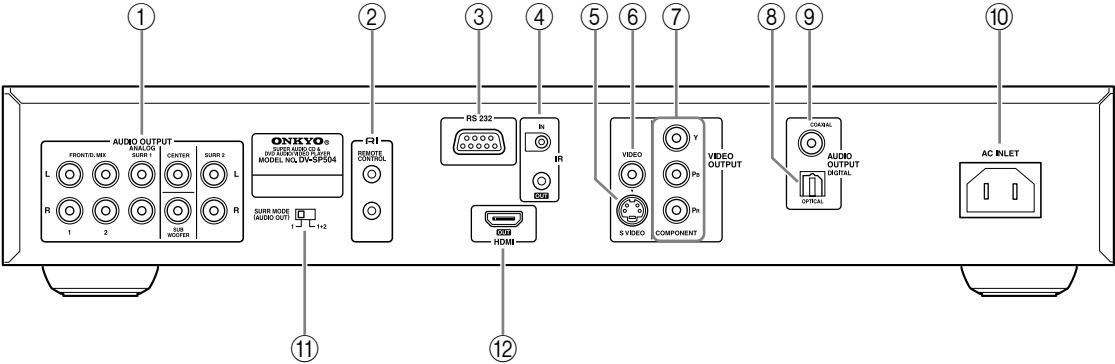 ① ② ③ ④ ⑤ ⑥ ⑦ ⑧ ⑨ ⑩
AUDIO OUTPUT
ANALOG
FRONT/D. MIX SURR 1 CENTER SURR 2
L L
R R
1 2 SUB
WOOFER
ONKYO®
SUPER AUDIO CD &
DVD AUDIO/VIDEO PLAYER
MODEL NO. DV-SP504
SURR MODE
(AUDIO OUT)
1 1+2
RI
REMOTE
CONTROL
RS 232
IN
IR
OUT
OUT
HDMI
VIDEO
S VIDEO
Y
PB
PR
COMPONENT
VIDEO
OUTPUT
COAXIAL
AUDIO
OUTPUT
DIGITAL
OPTICAL
AC INLET
⑪ ⑫